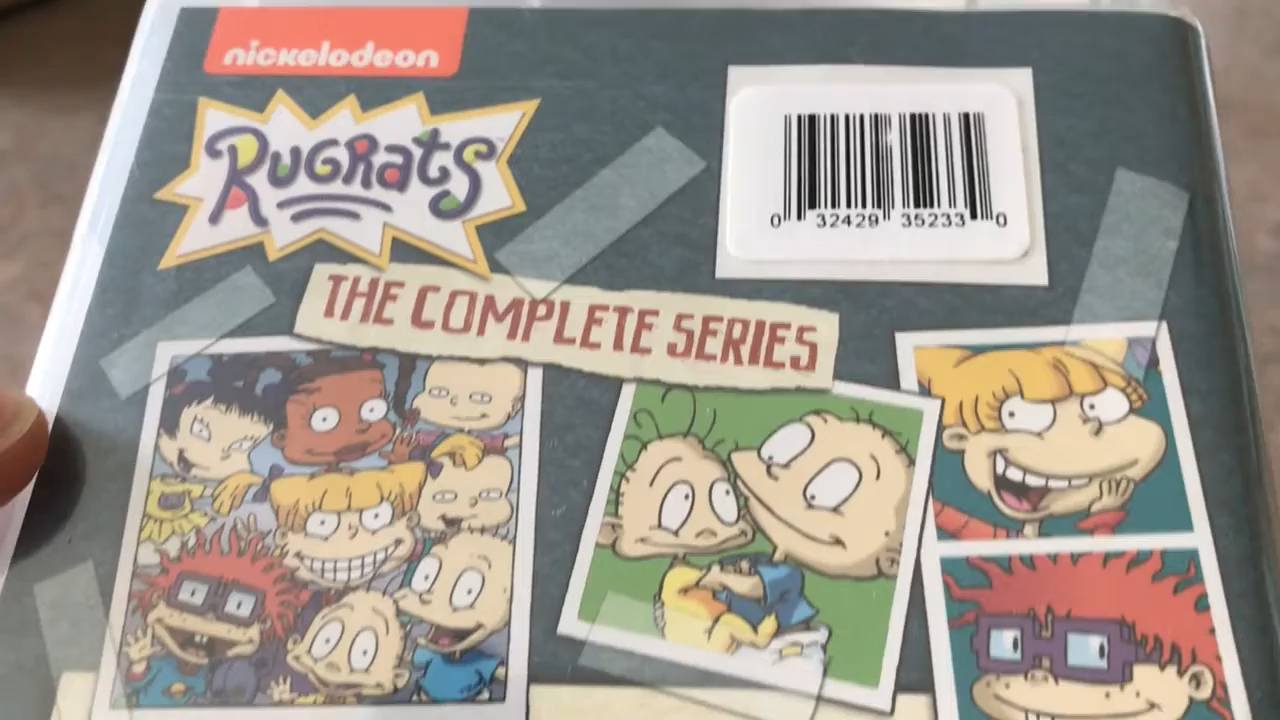 nickelodeon
RUGRATS
THE COMPLETE SERIES
0 32429 35233 0